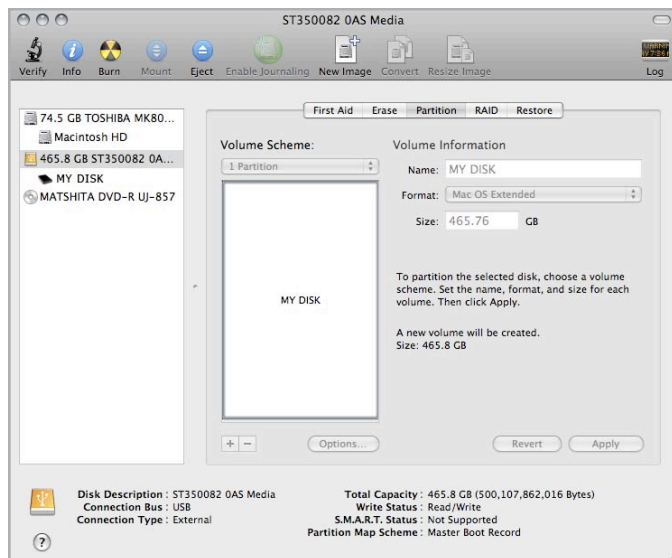 ST350082 0AS Media
Verify Info Burn Mount Eject Enable Journaling New Image Convert Resize Image Log
First Aid Erase Partition RAID Restore
74.5 GB TOSHIBA MK80...
Macintosh HD
465.8 GB ST350082 0A...
MY DISK
MATSHITA DVD-R UJ-857
Volume Scheme:
1 Partition
MY DISK
+ − Options...
Volume Information
Name: MY DISK
Format: Mac OS Extended
Size: 465.76 GB
To partition the selected disk, choose a volume
scheme. Set the name, format, and size for each
volume. Then click Apply.
A new volume will be created.
Size: 465.8 GB
Revert Apply
Disk Description : ST350082 0AS Media
Connection Bus : USB
Connection Type : External
Total Capacity : 465.8 GB (500,107,862,016 Bytes)
Write Status : Read/Write
S.M.A.R.T. Status : Not Supported
Partition Map Scheme : Master Boot Record
?